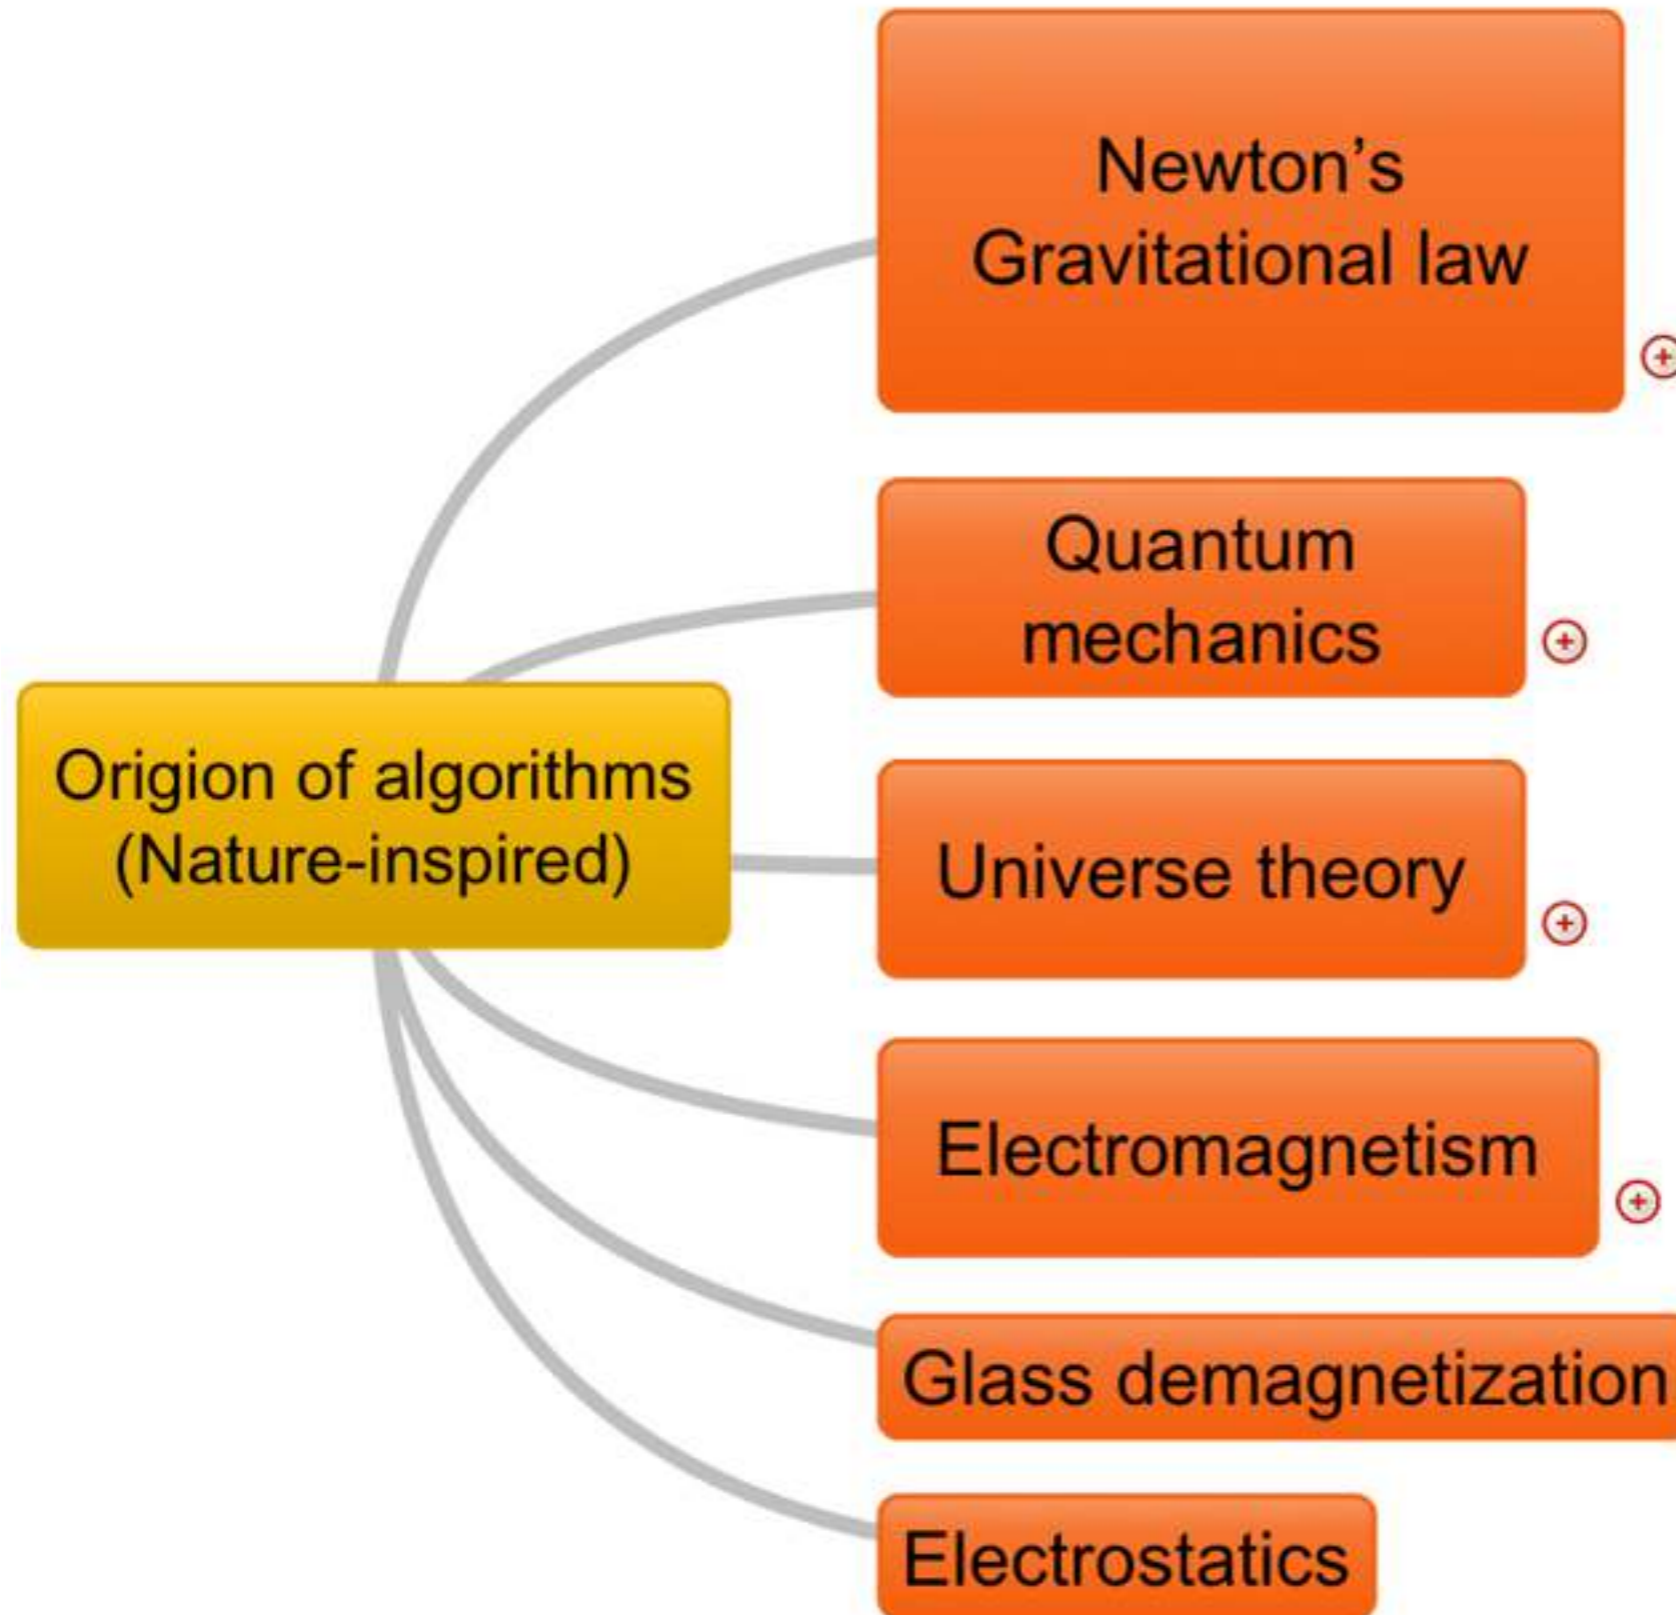 Newton’s
Gravitational law
Quantum
mechanics
Origion of algorithms
(Nature-inspired)
Universe theory
Electromagnetism
Glass demagnetization
Electrostatics